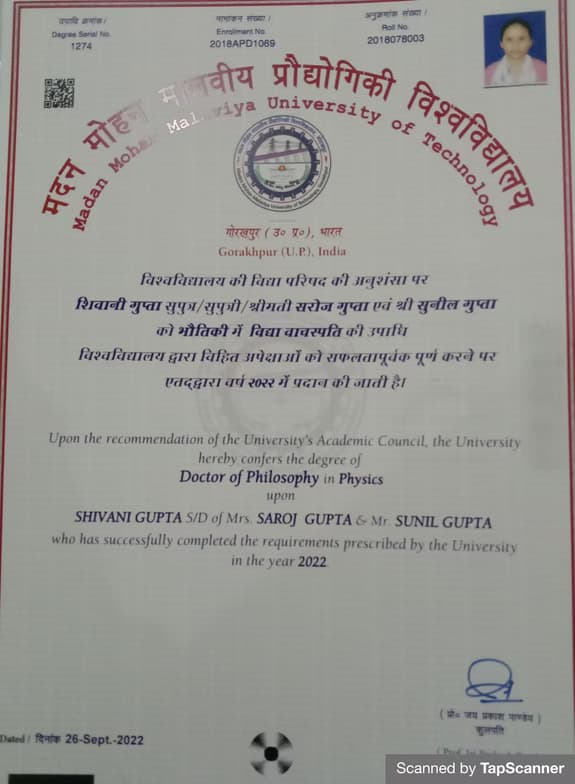 उपाधि क्रमांक/
Degree Serial No.
1274
नामांकन संख्या /
Enrollment No.
2018APD1069
अनुक्रमांक संख्या /
Roll No.
2018078003
मदन मोहन मालवीय प्रौद्योगिकी विश्वविद्यालय
Madan Mohan Malaviya University of Technology
गोरखपुर ( उ० प्र०), भारत
Gorakhpur (U.P.), India
विश्वविद्यालय की विद्या परिषद की अनुशंसा पर
शिवानी गुप्ता सुपुत्र/सुपुत्री/श्रीमती सरोज गुप्ता एवं श्री सुनील गुप्ता
को भौतिकी में विद्या वाचस्पति की उपाधि
विश्वविद्यालय द्वारा विहित अपेक्षाओं को सफलतापूर्वक पूर्ण करने पर
एतद्द्वारा वर्ष २०२२ में प्रदान की जाती है।
Upon the recommendation of the University's Academic Council, the University
hereby confers the degree of
Doctor of Philosophy in Physics
upon
SHIVANI GUPTA S/D of Mrs. SAROJ GUPTA & Mr. SUNIL GUPTA
who has successfully completed the requirements prescribed by the University
in the year 2022
( प्रो० जय प्रकाश पाण्डेय )
कुलपति
Dated / दिनांक 26-Sept.-2022
Scanned by TapScanner